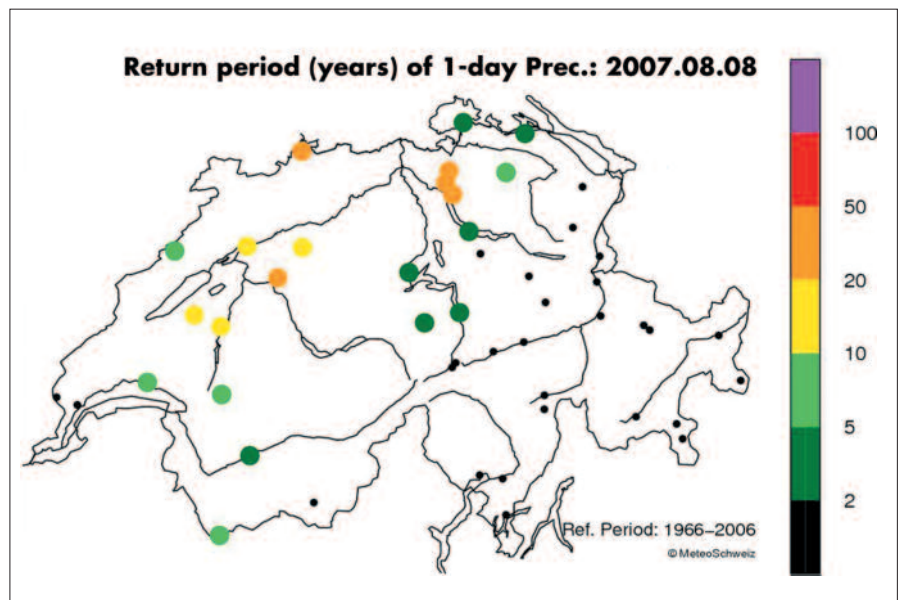 Return period (years) of 1-day Prec.: 2007.08.08
100
50
20
10
5
2
Ref. Period: 1966–2006
© MeteoSchweiz